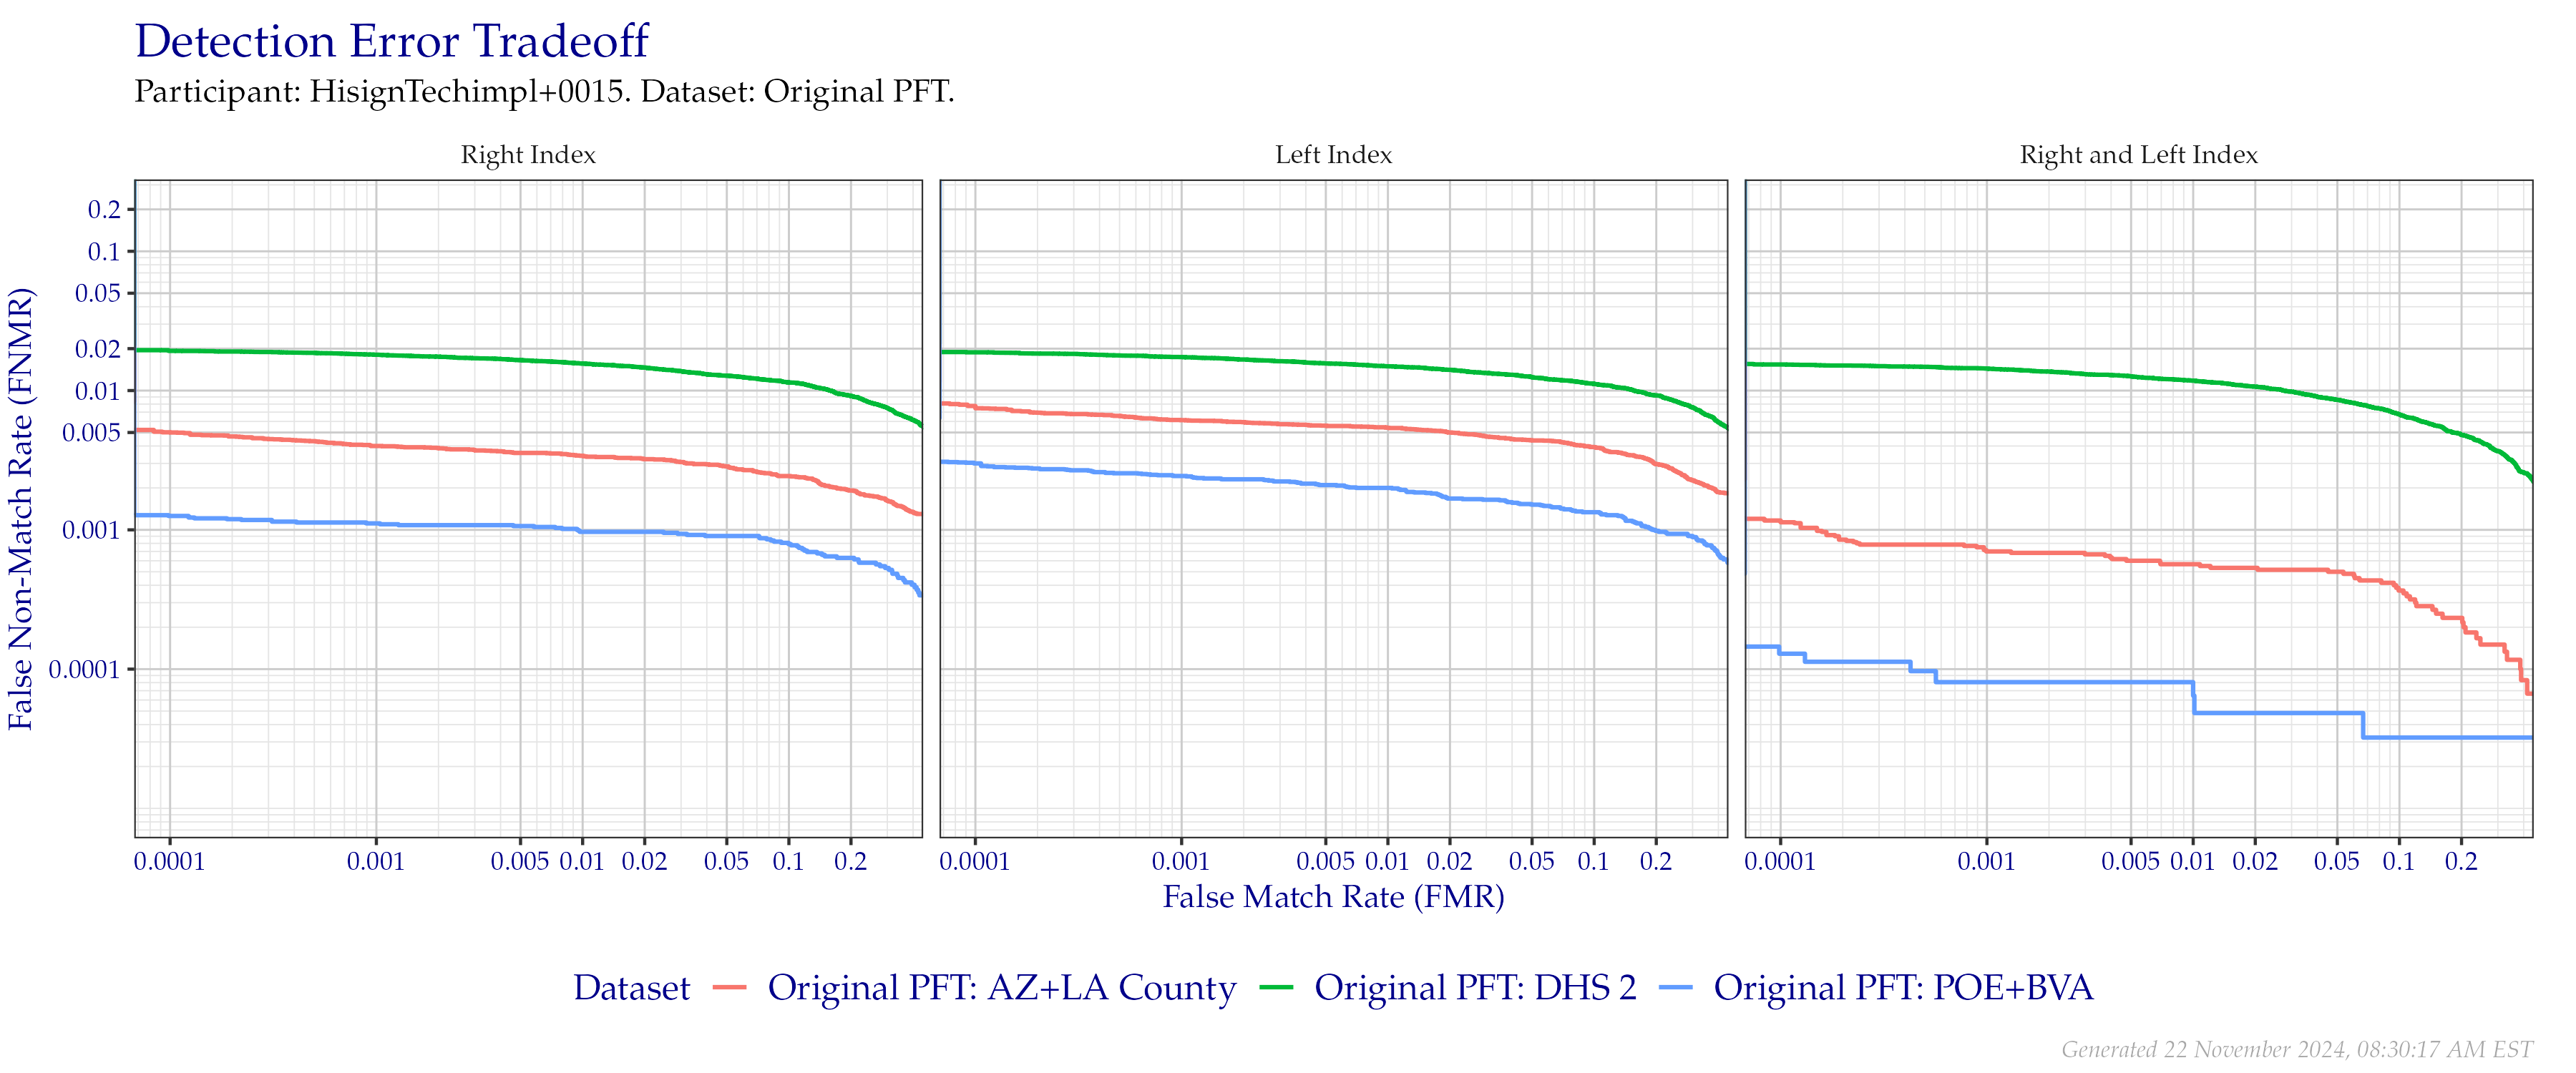 Detection Error Tradeoff
Participant: HisignTechimpl+0015. Dataset: Original PFT.
Right Index
Left Index
Right and Left Index
False Non-Match Rate (FNMR)
0.2
0.1
0.05
0.02
0.01
0.005
0.001
0.0001
0.0001 0.001 0.005 0.01 0.02 0.05 0.1 0.2
0.0001 0.001 0.005 0.01 0.02 0.05 0.1 0.2
0.0001 0.001 0.005 0.01 0.02 0.05 0.1 0.2
False Match Rate (FMR)
Dataset Original PFT: AZ+LA County Original PFT: DHS 2 Original PFT: POE+BVA
Generated 22 November 2024, 08:30:17 AM EST